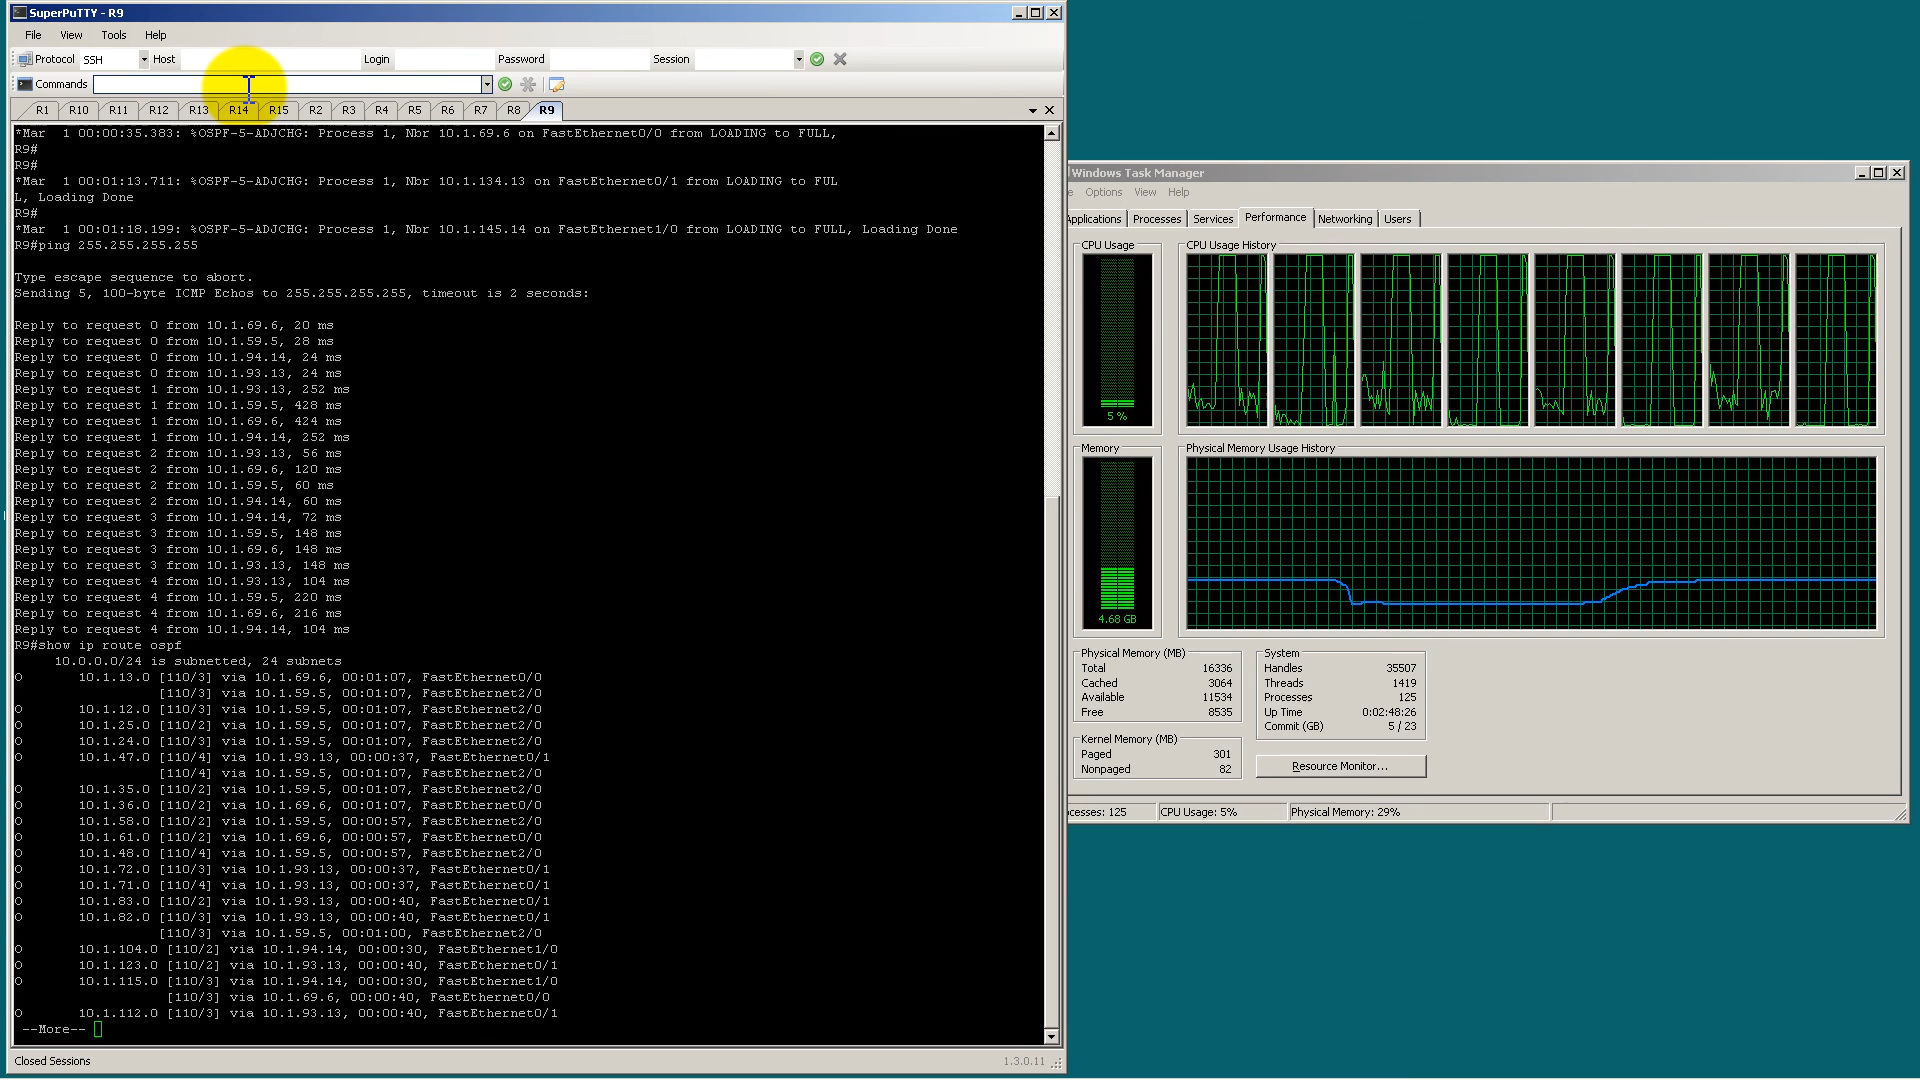 SuperPuTTY - R9
File View Tools Help
Protocol SSH Host Login Password Session
Commands
R1 R10 R11 R12 R13 R14 R15 R2 R3 R4 R5 R6 R7 R8 R9
*Mar  1 00:00:35.383: %OSPF-5-ADJCHG: Process 1, Nbr 10.1.69.6 on FastEthernet0/0 from LOADING to FULL,
R9#
R9#
*Mar  1 00:01:13.711: %OSPF-5-ADJCHG: Process 1, Nbr 10.1.134.13 on FastEthernet0/1 from LOADING to FUL
L, Loading Done
R9#
*Mar  1 00:01:18.199: %OSPF-5-ADJCHG: Process 1, Nbr 10.1.145.14 on FastEthernet1/0 from LOADING to FULL, Loading Done
R9#ping 255.255.255.255
Type escape sequence to abort.
Sending 5, 100-byte ICMP Echos to 255.255.255.255, timeout is 2 seconds:
Reply to request 0 from 10.1.69.6, 20 ms
Reply to request 0 from 10.1.59.5, 28 ms
Reply to request 0 from 10.1.94.14, 24 ms
Reply to request 0 from 10.1.93.13, 24 ms
Reply to request 1 from 10.1.93.13, 252 ms
Reply to request 1 from 10.1.59.5, 428 ms
Reply to request 1 from 10.1.69.6, 424 ms
Reply to request 1 from 10.1.94.14, 252 ms
Reply to request 2 from 10.1.93.13, 56 ms
Reply to request 2 from 10.1.69.6, 120 ms
Reply to request 2 from 10.1.59.5, 60 ms
Reply to request 2 from 10.1.94.14, 60 ms
Reply to request 3 from 10.1.94.14, 72 ms
Reply to request 3 from 10.1.59.5, 148 ms
Reply to request 3 from 10.1.69.6, 148 ms
Reply to request 3 from 10.1.93.13, 148 ms
Reply to request 4 from 10.1.93.13, 104 ms
Reply to request 4 from 10.1.59.5, 220 ms
Reply to request 4 from 10.1.69.6, 216 ms
Reply to request 4 from 10.1.94.14, 104 ms
R9#show ip route ospf
10.0.0.0/24 is subnetted, 24 subnets
O 10.1.13.0 [110/3] via 10.1.69.6, 00:01:07, FastEthernet0/0
[110/3] via 10.1.59.5, 00:01:07, FastEthernet2/0
O 10.1.12.0 [110/3] via 10.1.59.5, 00:01:07, FastEthernet2/0
O 10.1.25.0 [110/2] via 10.1.59.5, 00:01:07, FastEthernet2/0
O 10.1.24.0 [110/3] via 10.1.59.5, 00:01:07, FastEthernet2/0
O 10.1.47.0 [110/4] via 10.1.93.13, 00:00:37, FastEthernet0/1
[110/4] via 10.1.59.5, 00:01:07, FastEthernet2/0
O 10.1.35.0 [110/2] via 10.1.59.5, 00:01:07, FastEthernet2/0
O 10.1.36.0 [110/2] via 10.1.69.6, 00:01:07, FastEthernet0/0
O 10.1.58.0 [110/2] via 10.1.59.5, 00:00:57, FastEthernet2/0
O 10.1.61.0 [110/2] via 10.1.69.6, 00:00:57, FastEthernet0/0
O 10.1.48.0 [110/4] via 10.1.59.5, 00:00:57, FastEthernet2/0
O 10.1.72.0 [110/3] via 10.1.93.13, 00:00:37, FastEthernet0/1
O 10.1.71.0 [110/4] via 10.1.93.13, 00:00:37, FastEthernet0/1
O 10.1.83.0 [110/2] via 10.1.93.13, 00:00:40, FastEthernet0/1
O 10.1.82.0 [110/3] via 10.1.93.13, 00:00:40, FastEthernet0/1
[110/3] via 10.1.59.5, 00:01:00, FastEthernet2/0
O 10.1.104.0 [110/2] via 10.1.94.14, 00:00:30, FastEthernet1/0
O 10.1.123.0 [110/2] via 10.1.93.13, 00:00:40, FastEthernet0/1
O 10.1.115.0 [110/3] via 10.1.94.14, 00:00:30, FastEthernet1/0
[110/3] via 10.1.69.6, 00:00:40, FastEthernet0/0
O 10.1.112.0 [110/3] via 10.1.93.13, 00:00:40, FastEthernet0/1
--More--
Closed Sessions 1.3.0.11
Windows Task Manager
e Options View Help
Applications Processes Services Performance Networking Users
CPU Usage CPU Usage History
5 %
Memory Physical Memory Usage History
4.68 GB
Physical Memory (MB)
Total 16336
Cached 3064
Available 11534
Free 8535
System
Handles 35507
Threads 1419
Processes 125
Up Time 0:02:48:26
Commit (GB) 5 / 23
Kernel Memory (MB)
Paged 301
Nonpaged 82
Resource Monitor...
cesses: 125 CPU Usage: 5% Physical Memory: 29%